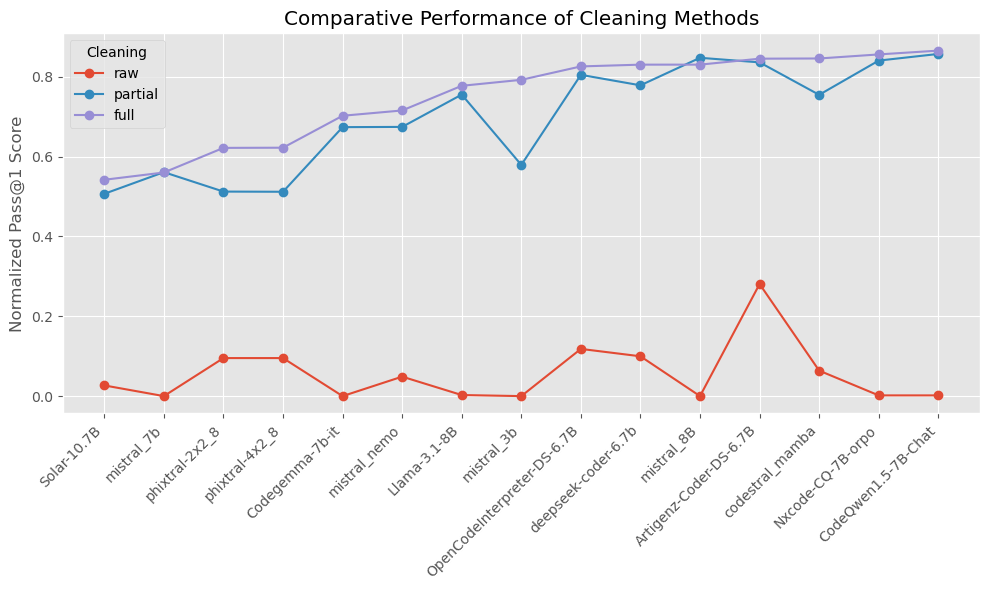 Comparative Performance of Cleaning Methods
Cleaning
raw
partial
full
Normalized Pass@1 Score
0.8
0.6
0.4
0.2
0.0
Solar-10.7B
mistral_7b
phixtral-2x2_8
phixtral-4x2_8
Codegemma-7b-it
mistral_nemo
Llama-3.1-8B
mistral_3b
OpenCodeInterpreter-DS-6.7B
deepseek-coder-6.7b
mistral_8B
Artigenz-Coder-DS-6.7B
codestral_mamba
Nxcode-CQ-7B-orpo
CodeQwen1.5-7B-Chat